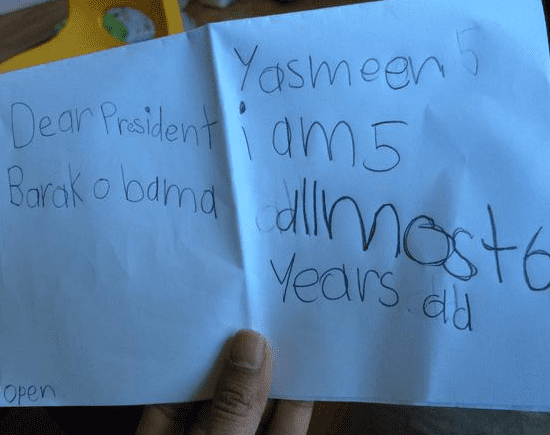 Dear President
Barak obama
open
Yasmeen 5
i am 5
allmost 6
years old